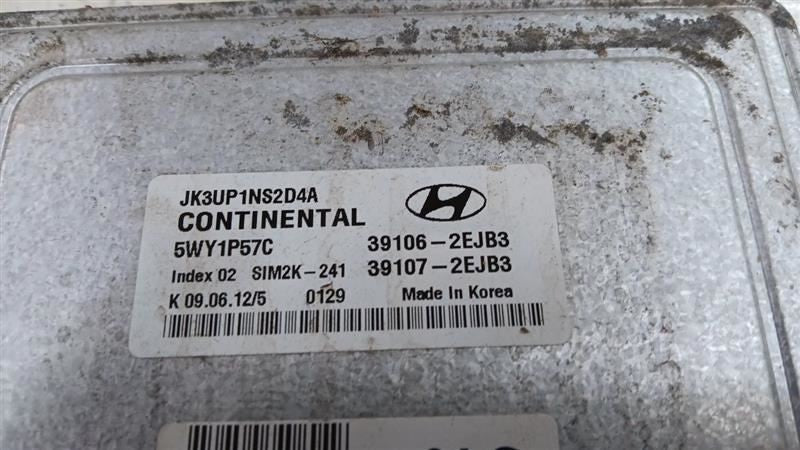 JK3UP1NS2D4A
CONTINENTAL
5WY1P57C 39106-2EJB3
Index 02 SIM2K-241 39107-2EJB3
K 09.06.12/5 0129 Made In Korea